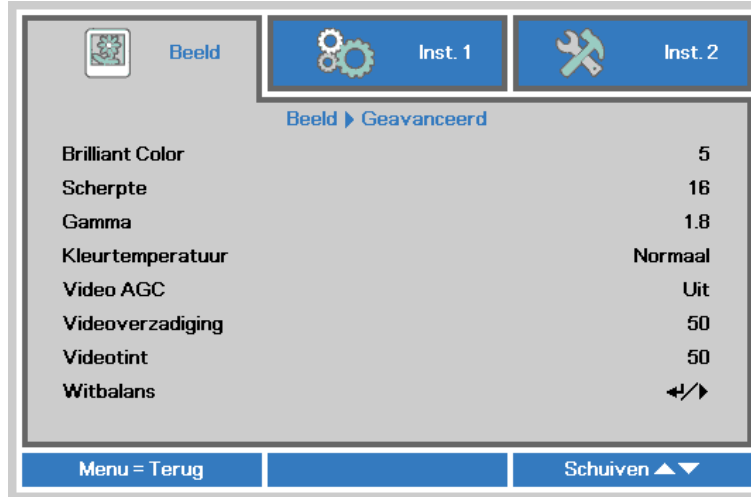 Beeld Inst. 1 Inst. 2
Beeld Geavanceerd
Brilliant Color 5
Scherpte 16
Gamma 1.8
Kleurtemperatuur Normaal
Video AGC Uit
Videoverzadiging 50
Videotint 50
Witbalans ↵/▶
Menu = Terug Schuiven ▲▼